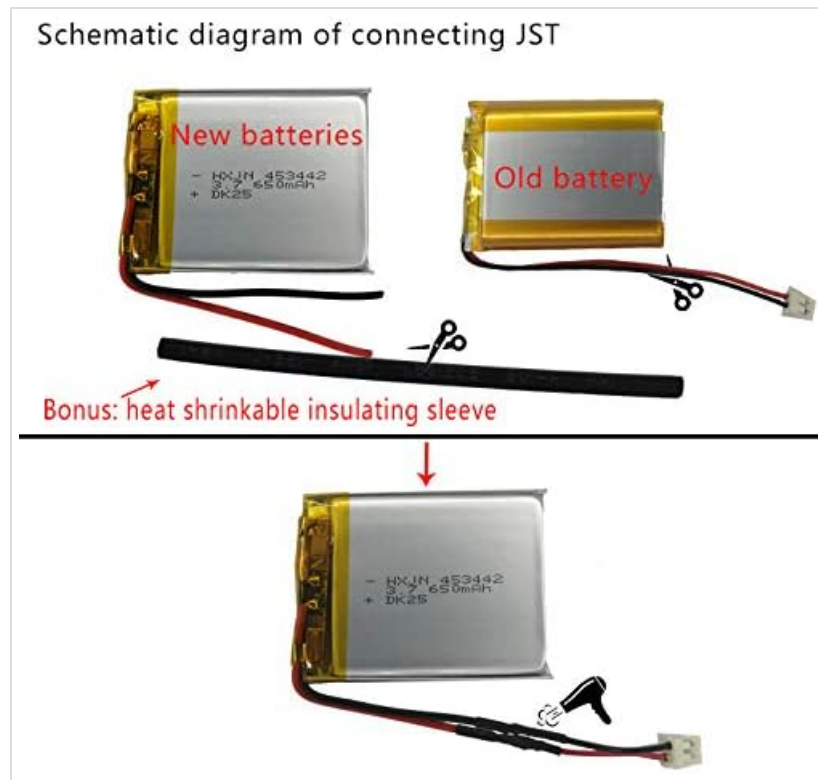 Schematic diagram of connecting JST
New batteries
- HXJN 453442
3.7 650mAh
+ DK25
Old battery
Bonus: heat shrinkable insulating sleeve
- HXJN 453442
3.7 650mAh
+ DK25